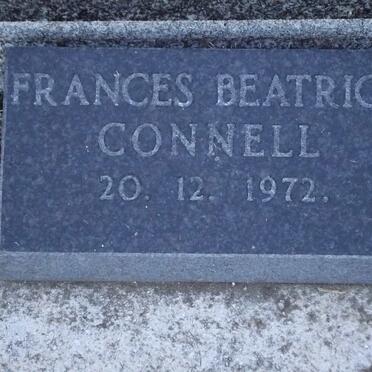 FRANCES BEATRIC
CONNELL
20. 12. 1972.